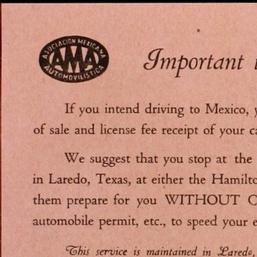 ASOCIACION MEXICANA
AMA
AUTOMOVILISTICA
Important
If you intend driving to Mexico,
of sale and license fee receipt of your
We suggest that you stop at the
in Laredo, Texas, at either the
them prepare for you WITHOUT
automobile permit, etc., to speed your
This service is maintained in Laredo,